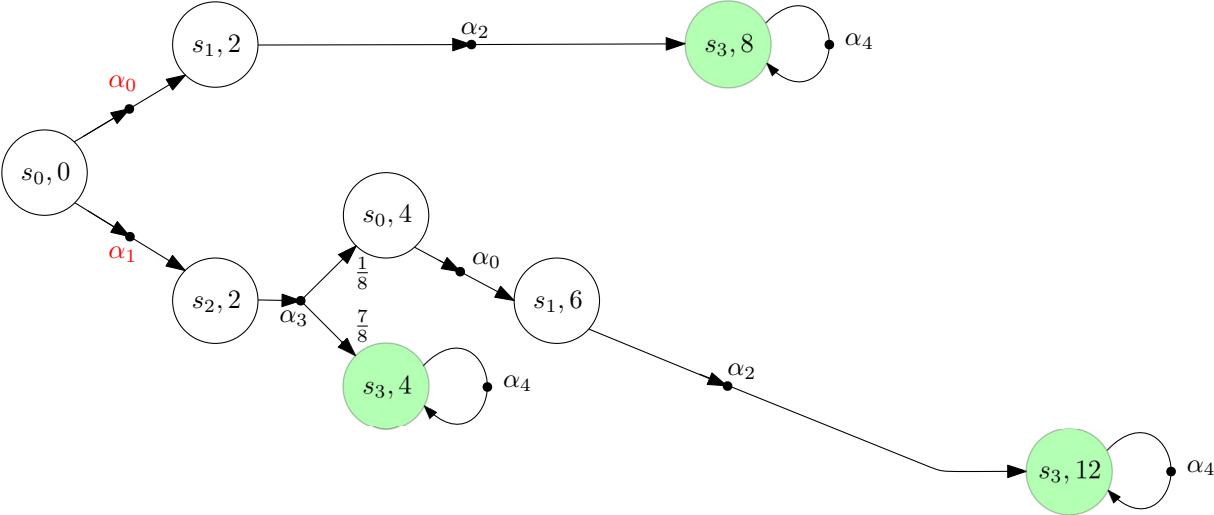 α₂
s₁, 2
s₃, 8
α₄
α₀
s₀, 0
s₀, 4
α₁
α₀
1/8
s₂, 2
s₁, 6
α₃
7/8
α₂
s₃, 4
α₄
s₃, 12
α₄